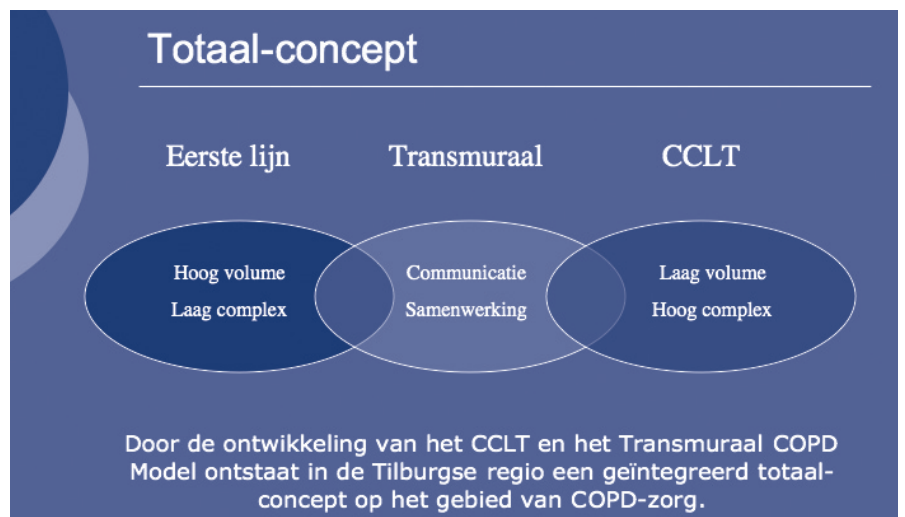 Totaal-concept
Eerste lijn Transmuraal CCLT
Hoog volume Communicatie Laag volume
Laag complex Samenwerking Hoog complex
Door de ontwikkeling van het CCLT en het Transmuraal COPD
Model ontstaat in de Tilburgse regio een geïntegreerd totaal-
concept op het gebied van COPD-zorg.